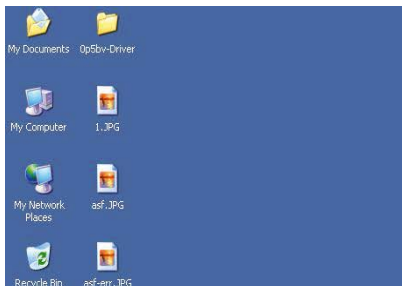 My Documents
0p5bv-Driver
My Computer
1.JPG
My Network
Places
asf.JPG
Recycle Bin
asf-err.JPG